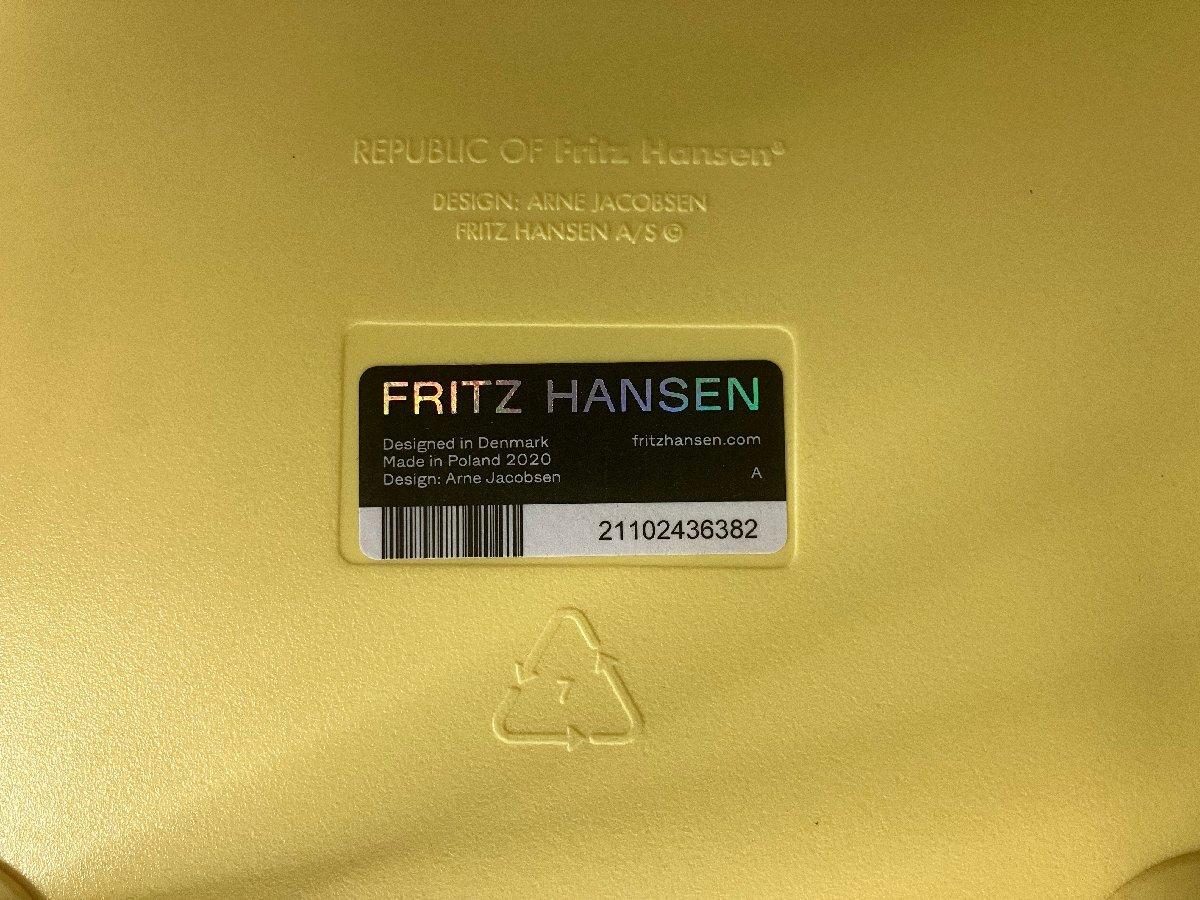 REPUBLIC OF Fritz Hansen®
DESIGN: ARNE JACOBSEN
FRITZ HANSEN A/S ©
FRITZ HANSEN
Designed in Denmark
fritzhansen.com
Made in Poland 2020
Design: Arne Jacobsen
A
21102436382
7